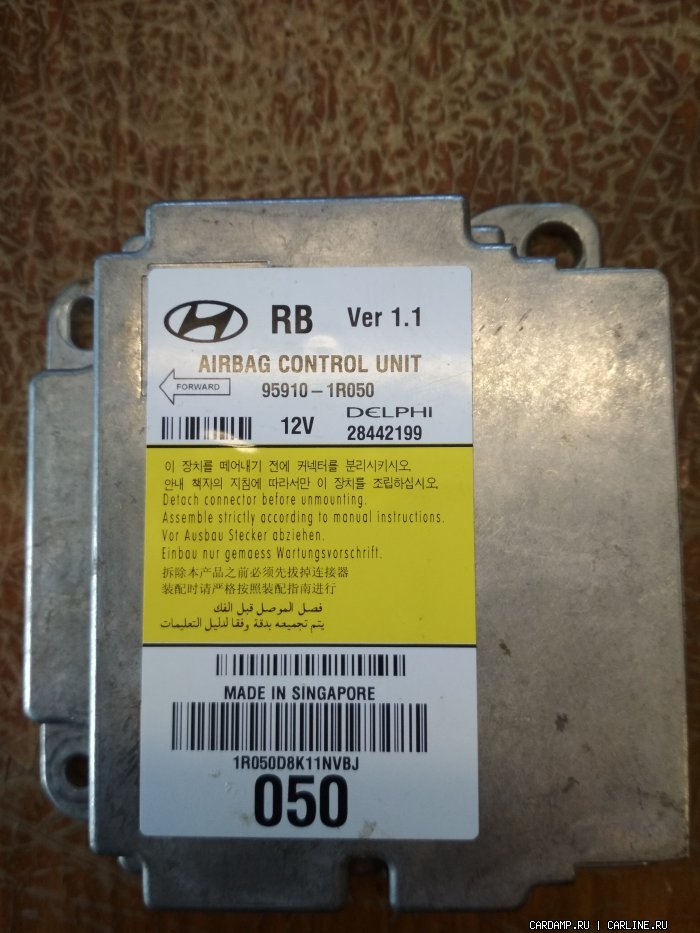 RB Ver 1.1
AIRBAG CONTROL UNIT
FORWARD
95910-1R050
12V
DELPHI
28442199
이 장치를 떼어내기 전에 커넥터를 분리시키시오.
안내 책자의 지침에 따라서만 이 장치를 조립하십시오.
Detach connector before unmounting.
Assemble strictly according to manual instructions.
Vor Ausbau Stecker abziehen.
Einbau nur gemaess Wartungsvorschrift.
拆除本产品之前必须先拔掉连接器
装配时请严格按照装配指南进行
فصل الموصل قبل الفك
يتم تجميعه بدقة وفقا لدليل التعليمات
MADE IN SINGAPORE
1R050D8K11NVBJ
050
CARDAMP.RU | CARLINE.RU